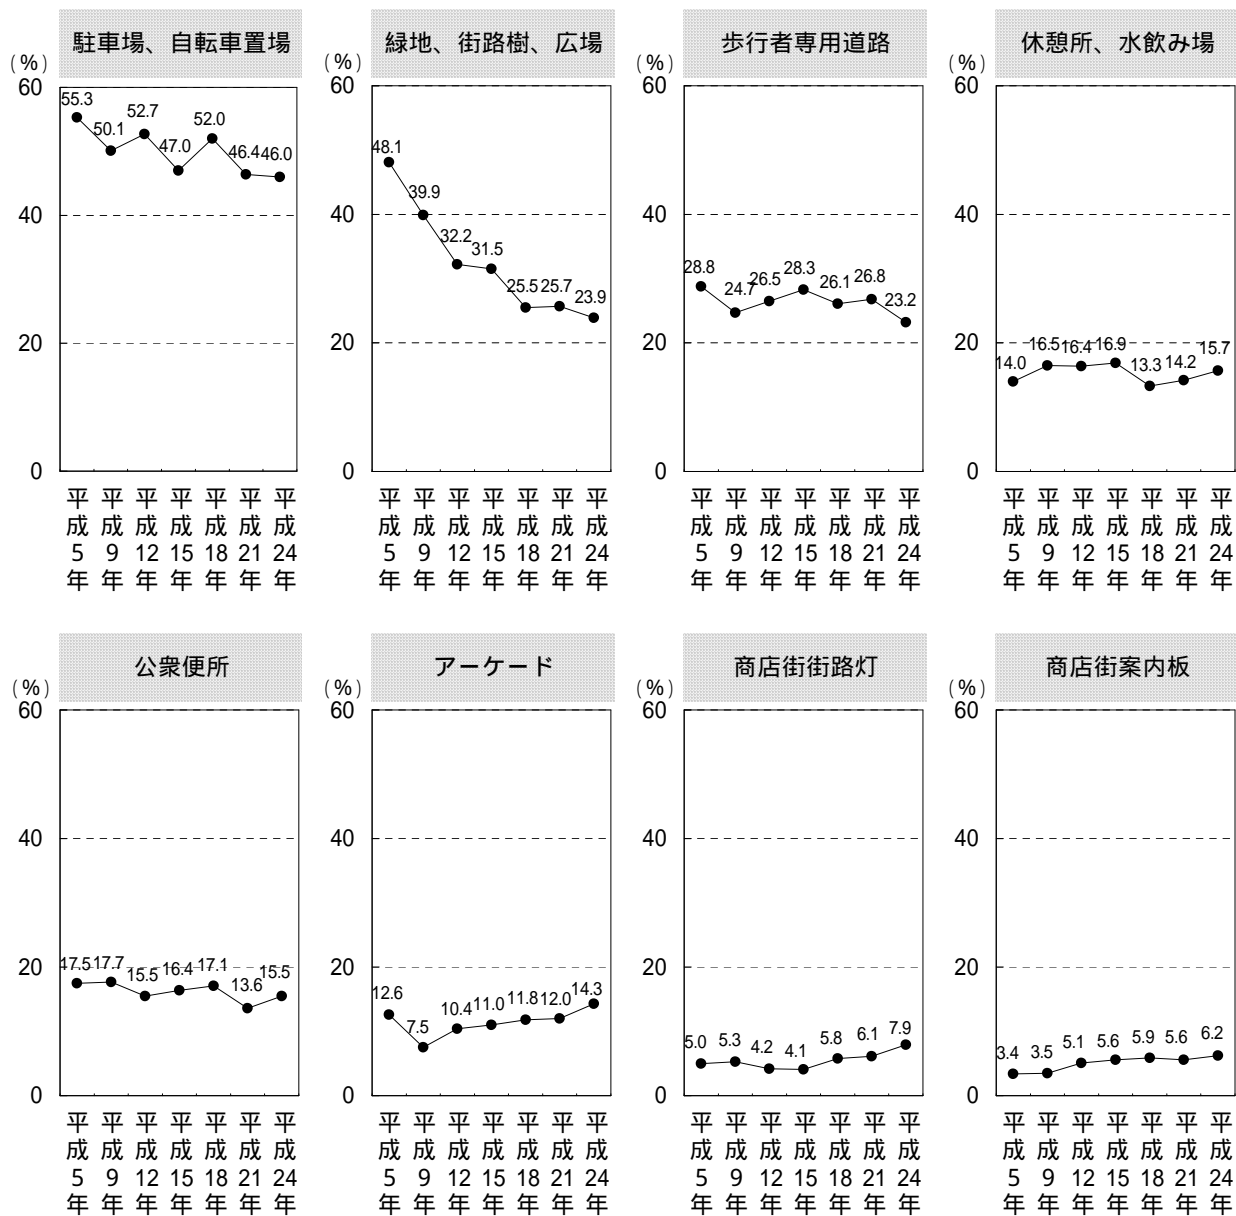 駐車場、自転車置場
(%)
60
40
20
0
55.3
50.1
52.7
47.0
52.0
46.4
46.0
平成5年
平成9年
平成12年
平成15年
平成18年
平成21年
平成24年
緑地、街路樹、広場
(%)
60
40
20
0
48.1
39.9
32.2
31.5
25.5
25.7
23.9
平成5年
平成9年
平成12年
平成15年
平成18年
平成21年
平成24年
歩行者専用道路
(%)
60
40
20
0
28.8
24.7
26.5
28.3
26.1
26.8
23.2
平成5年
平成9年
平成12年
平成15年
平成18年
平成21年
平成24年
休憩所、水飲み場
(%)
60
40
20
0
14.0
16.5
16.4
16.9
13.3
14.2
15.7
平成5年
平成9年
平成12年
平成15年
平成18年
平成21年
平成24年
公衆便所
(%)
60
40
20
0
17.5
17.7
15.5
16.4
17.1
13.6
15.5
平成5年
平成9年
平成12年
平成15年
平成18年
平成21年
平成24年
アーケード
(%)
60
40
20
0
12.6
7.5
10.4
11.0
11.8
12.0
14.3
平成5年
平成9年
平成12年
平成15年
平成18年
平成21年
平成24年
商店街街路灯
(%)
60
40
20
0
5.0
5.3
4.2
4.1
5.8
6.1
7.9
平成5年
平成9年
平成12年
平成15年
平成18年
平成21年
平成24年
商店街案内板
(%)
60
40
20
0
3.4
3.5
5.1
5.6
5.9
5.6
6.2
平成5年
平成9年
平成12年
平成15年
平成18年
平成21年
平成24年